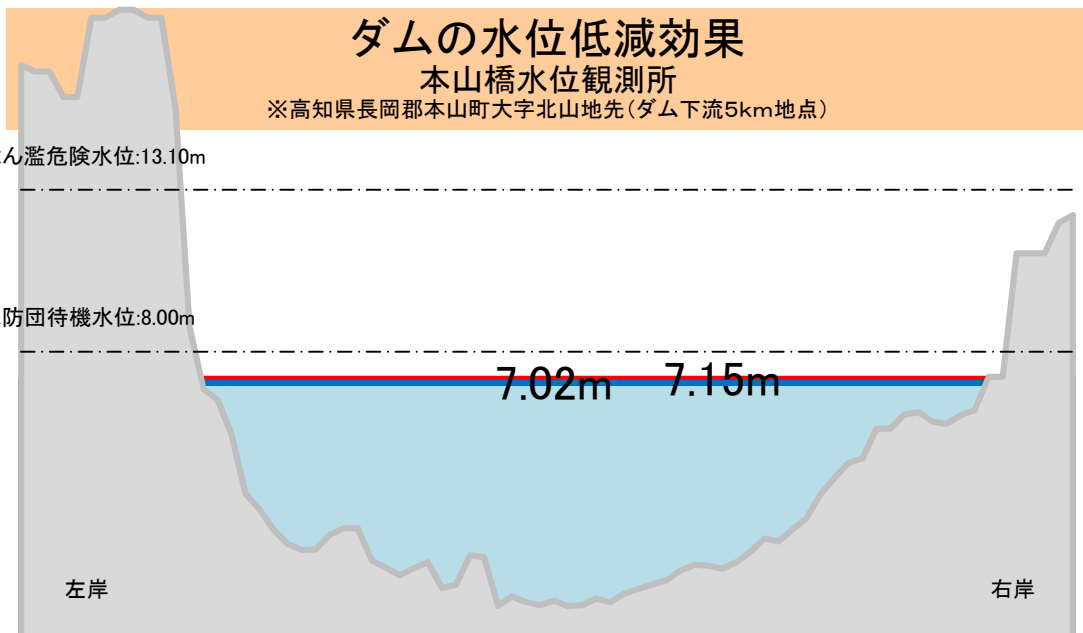 ダムの水位低減効果
本山橋水位観測所
※高知県長岡郡本山町大字北山地先(ダム下流5km地点)
ん濫危険水位:13.10m
防団待機水位:8.00m
7.02m 7.15m
左岸 右岸